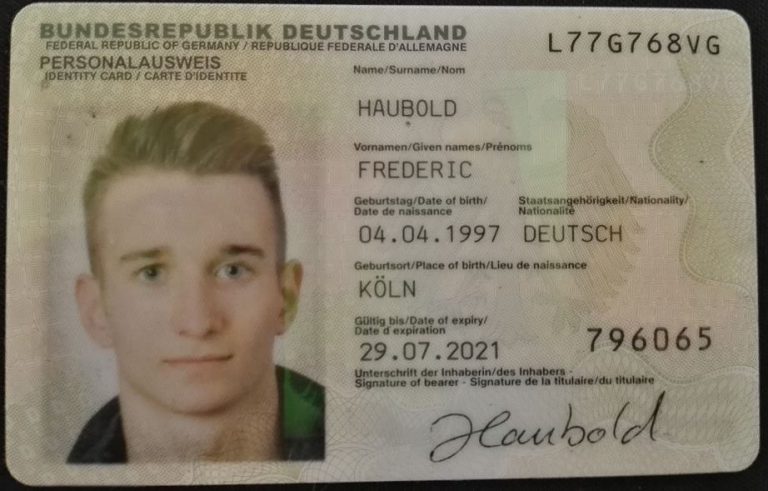 BUNDESREPUBLIK DEUTSCHLAND
FEDERAL REPUBLIC OF GERMANY / REPUBLIQUE FEDERALE D'ALLEMAGNE
PERSONALAUSWEIS
IDENTITY CARD / CARTE D'IDENTITE
L77G768VG
L77G768VG
Name/Surname/Nom
HAUBOLD
Vornamen/Given names/Prénoms
FREDERIC
Geburtstag/Date of birth/
Date de naissance
Staatsangehörigkeit/Nationality/
Nationalité
04.04.1997 DEUTSCH
Geburtsort/Place of birth/Lieu de naissance
KÖLN
Gültig bis/Date of expiry/
Date d expiration
29.07.2021
796065
Unterschrift der Inhaberin/des Inhabers -
Signature of bearer - Signature de la titulaire/du titulaire
Haubold